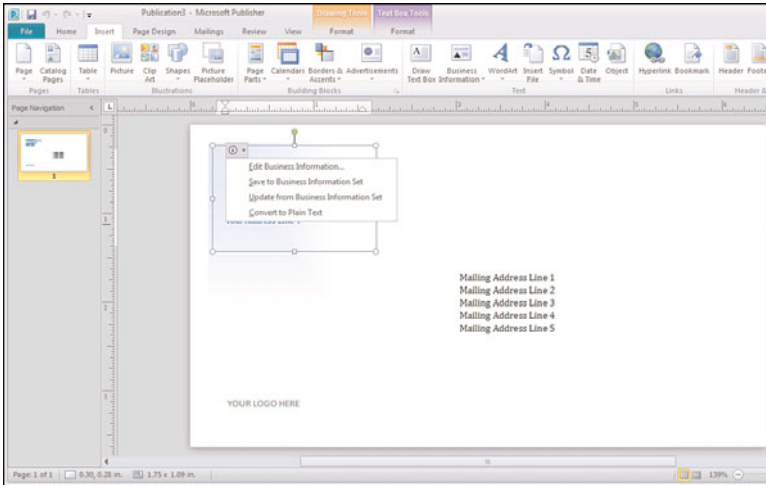 Publication3 - Microsoft Publisher
Drawing Tools
Text Box Tools
File Home Insert Page Design Mailings Review View Format Format
Page Catalog Pages Table Picture Clip Art Shapes Picture Placeholder Page Parts Calendars Borders & Accents Advertisements Draw Text Box Business Information WordArt Insert File Symbol Date & Time Object Hyperlink Bookmark Header
Pages Tables Illustrations Building Blocks Text Links Header &
Page Navigation
1
Edit Business Information...
Save to Business Information Set
Update from Business Information Set
Convert to Plain Text
Mailing Address Line 1
Mailing Address Line 2
Mailing Address Line 3
Mailing Address Line 4
Mailing Address Line 5
YOUR LOGO HERE
Page: 1 of 1 0.30, 0.28 in. 1.75 x 1.09 in. 139%